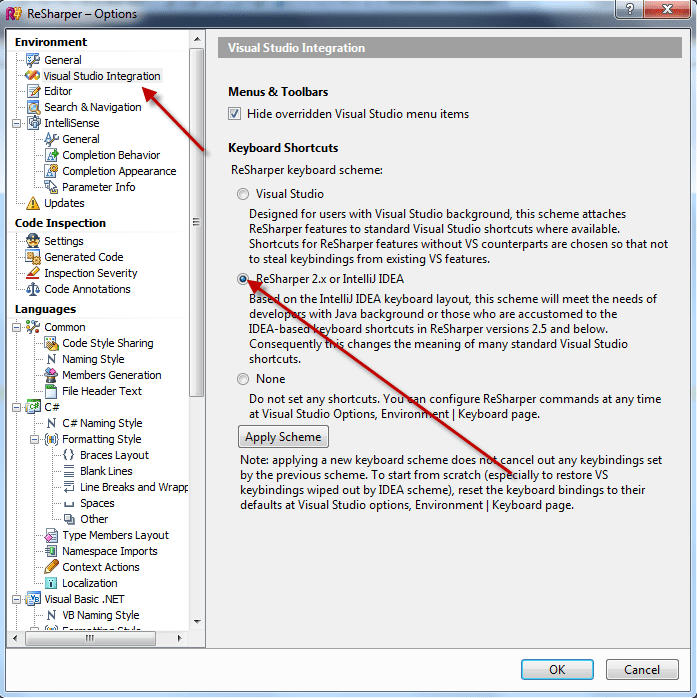 ReSharper – Options
Environment
General
Visual Studio Integration
Editor
Search & Navigation
IntelliSense
General
Completion Behavior
Completion Appearance
Parameter Info
Updates
Code Inspection
Settings
Generated Code
Inspection Severity
Code Annotations
Languages
Common
Code Style Sharing
Naming Style
Members Generation
File Header Text
C#
C# Naming Style
Formatting Style
Braces Layout
Blank Lines
Line Breaks and Wrapp
Spaces
Other
Type Members Layout
Namespace Imports
Context Actions
Localization
Visual Basic .NET
VB Naming Style
Formatting Style
Visual Studio Integration
Menus & Toolbars
Hide overridden Visual Studio menu items
Keyboard Shortcuts
ReSharper keyboard scheme:
Visual Studio
Designed for users with Visual Studio background, this scheme attaches
ReSharper features to standard Visual Studio shortcuts where available.
Shortcuts for ReSharper features without VS counterparts are chosen so that not
to steal keybindings from existing VS features.
ReSharper 2.x or IntelliJ IDEA
Based on the IntelliJ IDEA keyboard layout, this scheme will meet the needs of
developers with Java background or those who are accustomed to the
IDEA-based keyboard shortcuts in ReSharper versions 2.5 and below.
Consequently this changes the meaning of many standard Visual Studio
shortcuts.
None
Do not set any shortcuts. You can configure ReSharper commands at any time
at Visual Studio Options, Environment | Keyboard page.
Apply Scheme
Note: applying a new keyboard scheme does not cancel out any keybindings set
by the previous scheme. To start from scratch (especially to restore VS
keybindings wiped out by IDEA scheme), reset the keyboard bindings to their
defaults at Visual Studio options, Environment | Keyboard page.
OK
Cancel